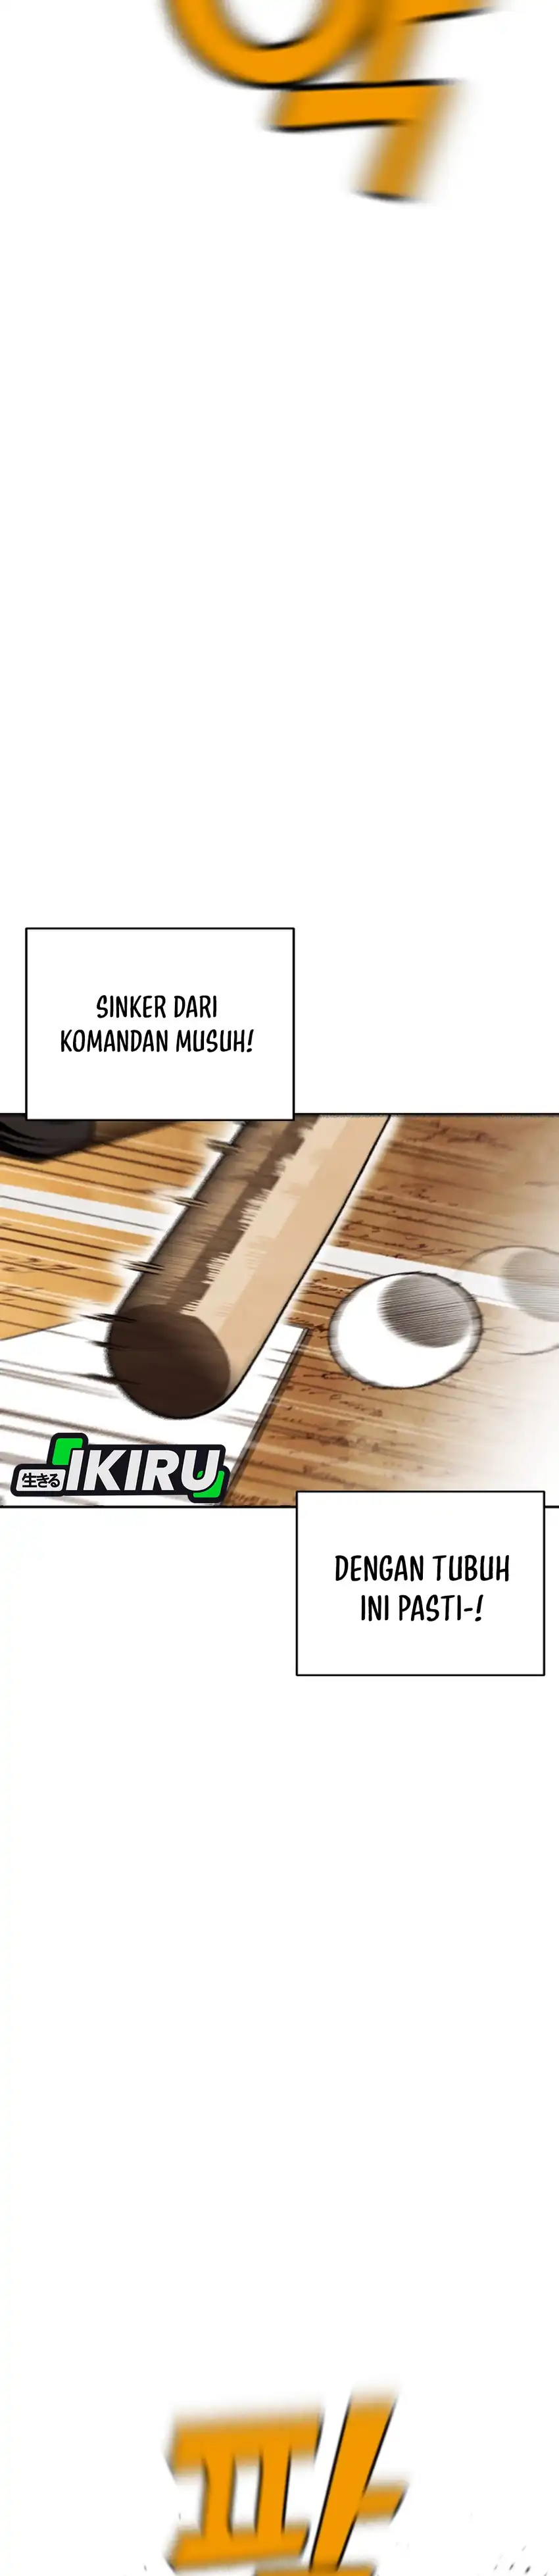 SINKER DARI
KOMANDAN MUSUH!
生きる IKIRU
DENGAN TUBUH
INI PASTI-!